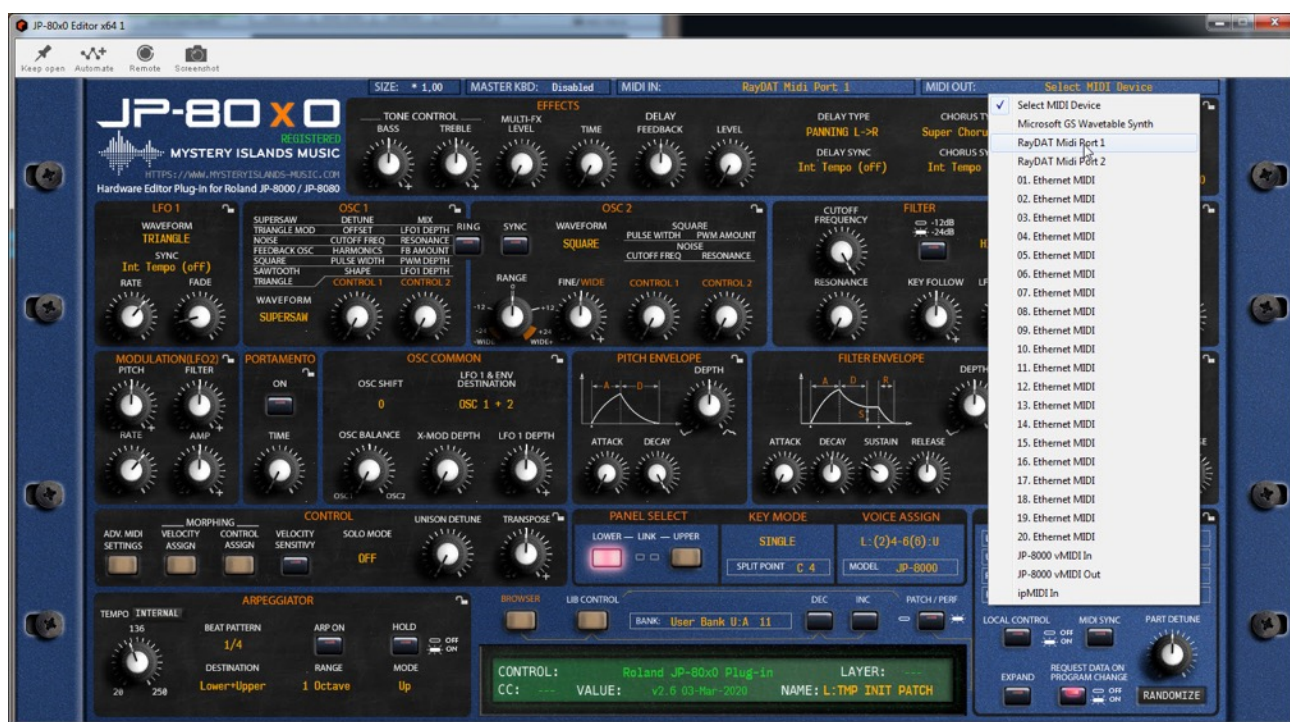 JP-80x0 Editor x64 1
Keep open Automate Remote Screenshot
SIZE: * 1,00 MASTER KBD: Disabled MIDI IN: RayDAT Midi Port 1 MIDI OUT: Select MIDI Device
JP-80x0
REGISTERED
MYSTERY ISLANDS MUSIC
HTTPS://WWW.MYSTERYISLANDS-MUSIC.COM
Hardware Editor Plug-In for Roland JP-8000 / JP-8080
EFFECTS
TONE CONTROL
BASS TREBLE
MULTI-FX
LEVEL
DELAY
TIME FEEDBACK LEVEL
DELAY TYPE
PANNING L->R
DELAY SYNC
Int Tempo (off)
Super Chorus
CHORUS
Int Tempo
LFO 1
WAVEFORM
TRIANGLE
SYNC
Int Tempo (off)
RATE FADE
OSC 1
SUPERSAW DETUNE MIX
TRIANGLE MOD OFFSET LFO1 DEPTH
NOISE CUTOFF FREQ RESONANCE
FEEDBACK OSC HARMONICS FB AMOUNT
SQUARE PULSE WIDTH PWM DEPTH
SAWTOOTH SHAPE LFO1 DEPTH
TRIANGLE CONTROL 1 CONTROL 2
WAVEFORM
SUPERSAW
RING SYNC
OSC 2
WAVEFORM
SQUARE
SQUARE
PULSE WITDH PWM AMOUNT
NOISE
CUTOFF FREQ RESONANCE
RANGE
0
-12 +12
-24 +24
-WIDE WIDE+
FINE/WIDE CONTROL 1 CONTROL 2
FILTER
CUTOFF
FREQUENCY
-12dB
-24dB
RESONANCE KEY FOLLOW
MODULATION(LFO2)
PITCH FILTER
RATE AMP
PORTAMENTO
ON
TIME
OSC COMMON
OSC SHIFT
0
LFO 1 & ENV
DESTINATION
OSC 1 + 2
OSC BALANCE X-MOD DEPTH LFO 1 DEPTH
OSC1 OSC2
PITCH ENVELOPE
A D
DEPTH
ATTACK DECAY
FILTER ENVELOPE
A D R
S
ATTACK DECAY SUSTAIN RELEASE
CONTROL
ADV. MIDI
SETTINGS
MORPHING
VELOCITY
ASSIGN
CONTROL
ASSIGN
VELOCITY
SENSITIVY
SOLO MODE
OFF
UNISON DETUNE TRANSPOSE
PANEL SELECT
LOWER — LINK — UPPER
KEY MODE
SINGLE
SPLIT POINT C 4
VOICE ASSIGN
L:(2)4-6(6):U
MODEL JP-8000
ARPEGGIATOR
TEMPO INTERNAL
136
20 250
BEAT PATTERN
1/4
DESTINATION
Lower+Upper
ARP ON
RANGE
1 Octave
HOLD
OFF
ON
MODE
Up
BROWSER LIB CONTROL
BANK: User Bank U:A 11
DEC INC PATCH / PERF
CONTROL: Roland JP-80x0 Plug-in LAYER: ---
CC: --- VALUE: v2.6 03-Mar-2020 NAME: L:TMP INIT PATCH
Select MIDI Device
Microsoft GS Wavetable Synth
RayDAT Midi Port 1
RayDAT Midi Port 2
01. Ethernet MIDI
02. Ethernet MIDI
03. Ethernet MIDI
04. Ethernet MIDI
05. Ethernet MIDI
06. Ethernet MIDI
07. Ethernet MIDI
08. Ethernet MIDI
09. Ethernet MIDI
10. Ethernet MIDI
11. Ethernet MIDI
12. Ethernet MIDI
13. Ethernet MIDI
14. Ethernet MIDI
15. Ethernet MIDI
16. Ethernet MIDI
17. Ethernet MIDI
18. Ethernet MIDI
19. Ethernet MIDI
20. Ethernet MIDI
JP-8000 vMIDI In
JP-8000 vMIDI Out
ipMIDI In
LOCAL CONTROL
OFF
ON
MIDI SYNC PART DETUNE
EXPAND
REQUEST DATA ON
PROGRAM CHANGE
OFF
ON
RANDOMIZE